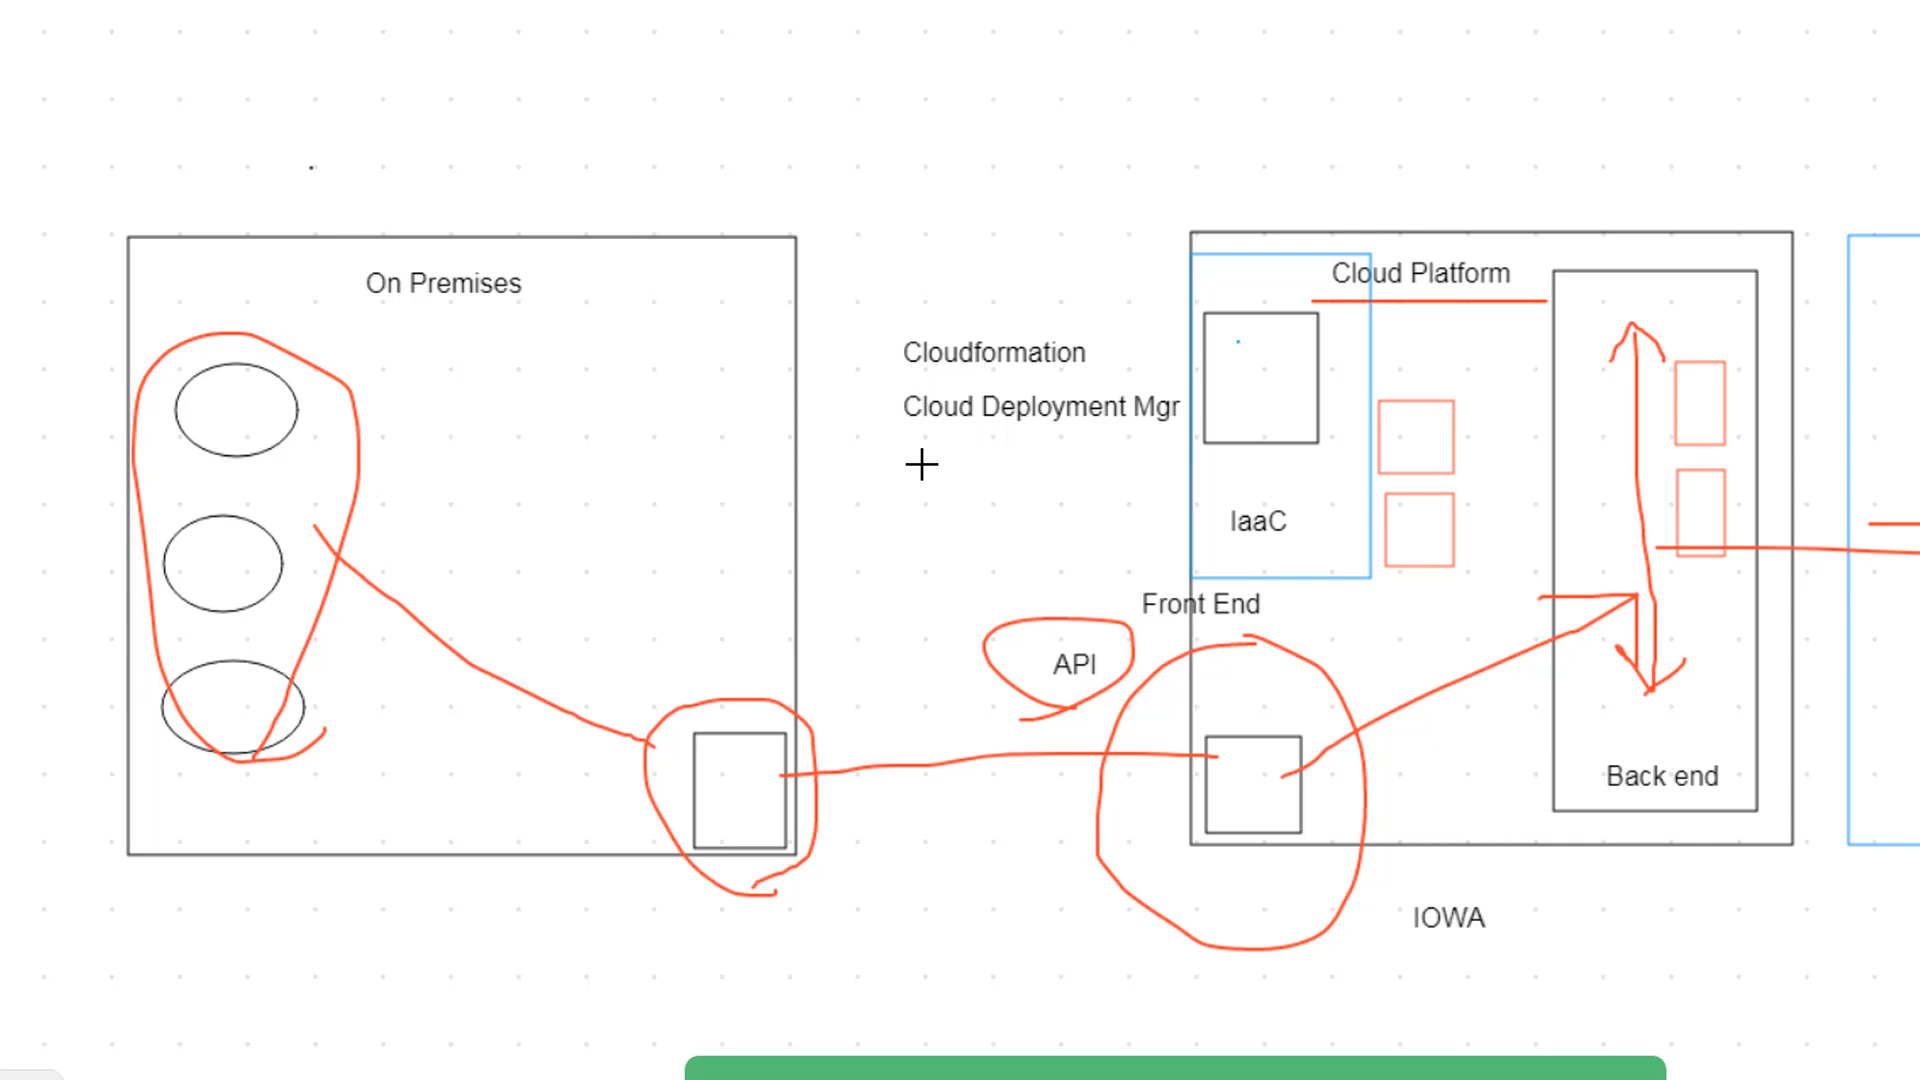 On Premises
Cloudformation
Cloud Deployment Mgr
Cloud Platform
IaaC
Front End
API
Back end
IOWA